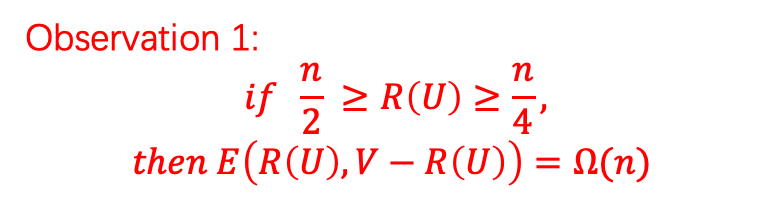 Observation 1:
if n/2 ≥ R(U) ≥ n/4,
then E(R(U), V − R(U)) = Ω(n)